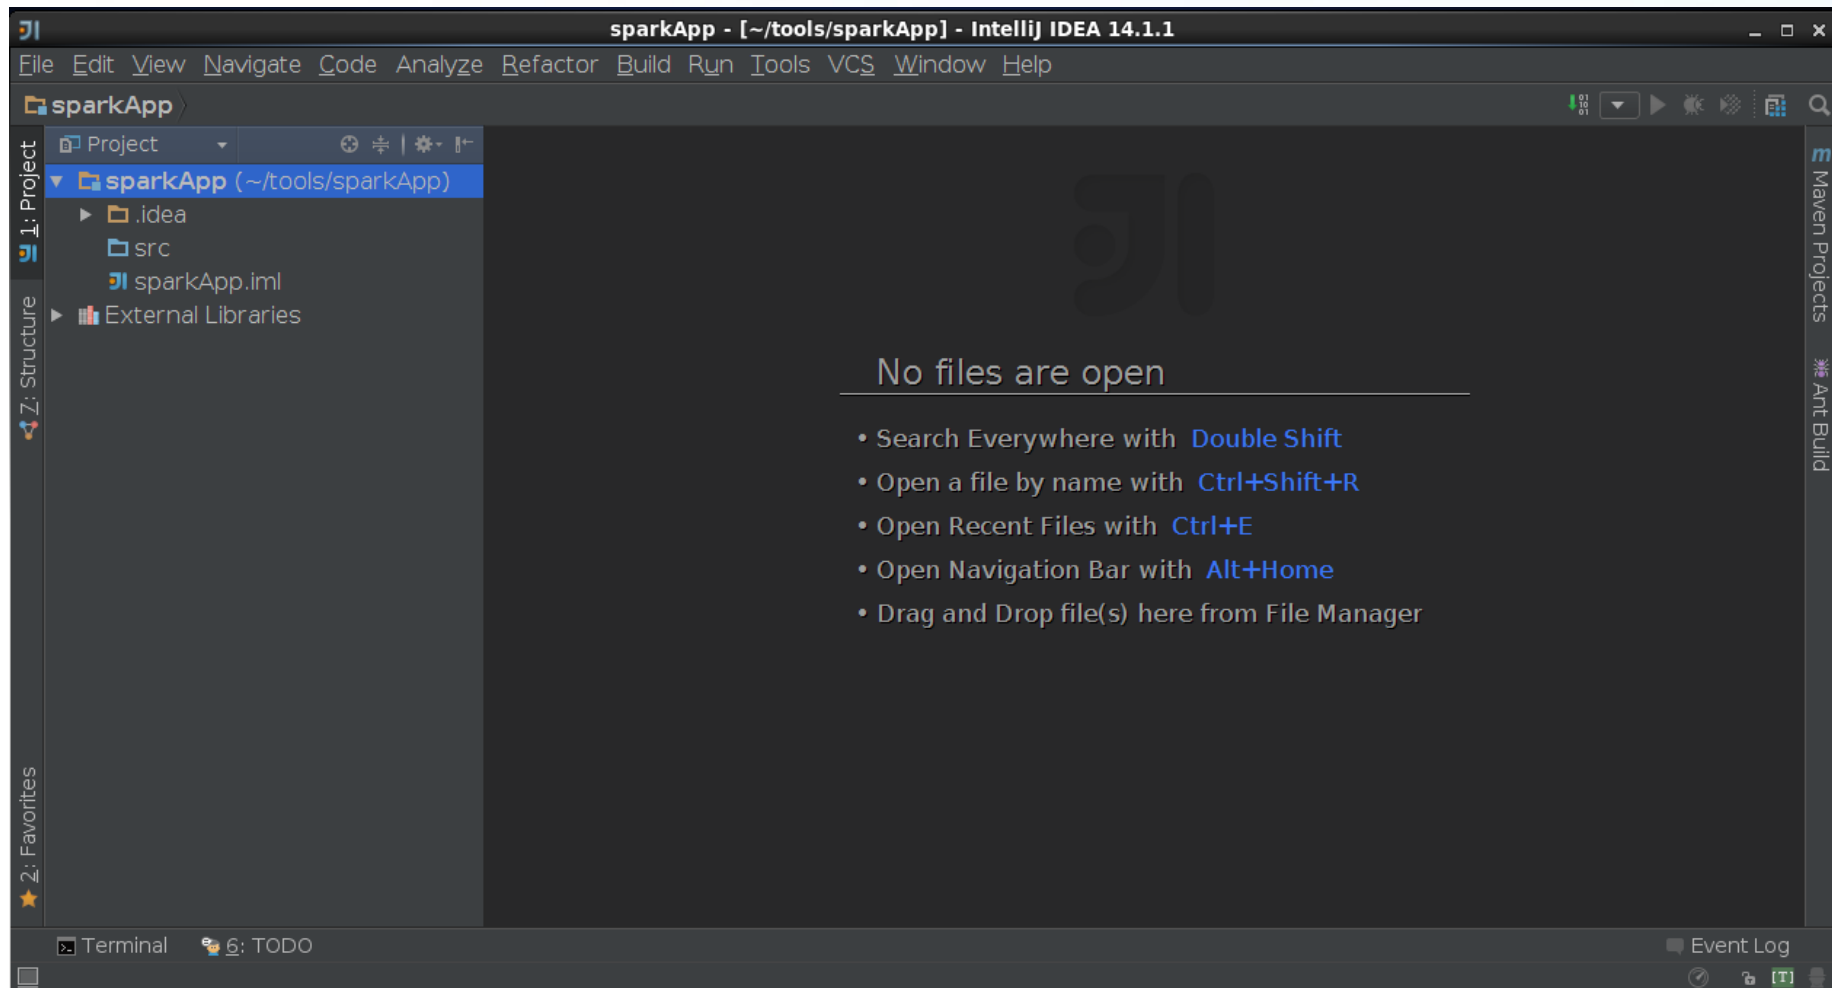 sparkApp - [~/tools/sparkApp] - IntelliJ IDEA 14.1.1
File Edit View Navigate Code Analyze Refactor Build Run Tools VCS Window Help
sparkApp
1: Project
Z: Structure
2: Favorites
Project
sparkApp (~/tools/sparkApp)
.idea
src
sparkApp.iml
External Libraries
No files are open
• Search Everywhere with Double Shift
• Open a file by name with Ctrl+Shift+R
• Open Recent Files with Ctrl+E
• Open Navigation Bar with Alt+Home
• Drag and Drop file(s) here from File Manager
m Maven Projects
Ant Build
Terminal 6: TODO Event Log
[T]